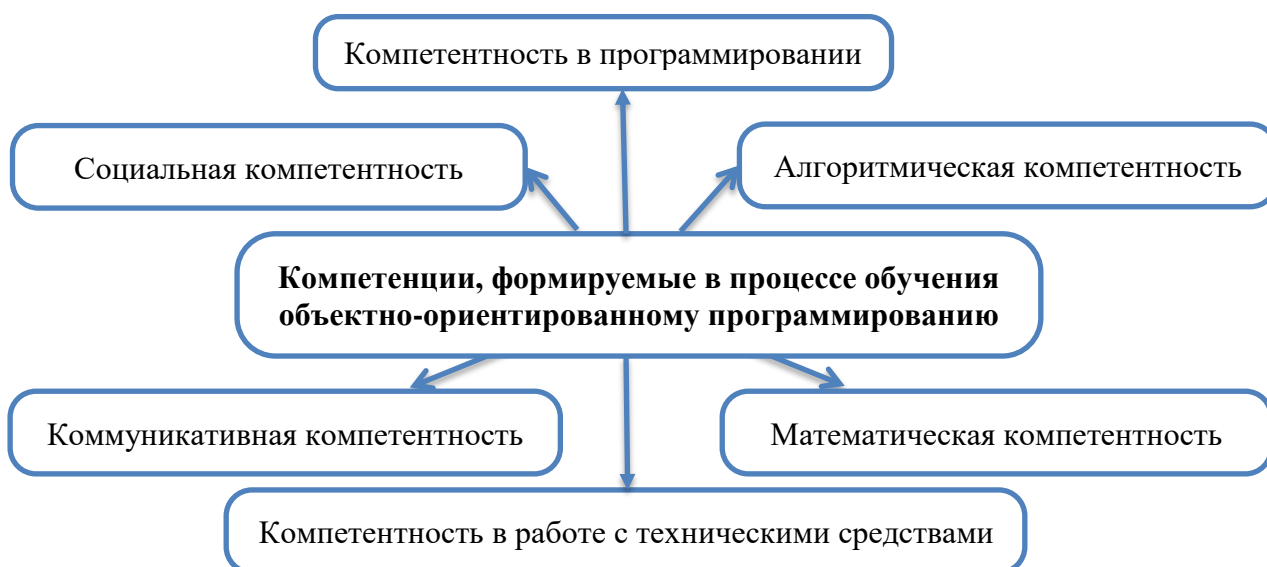 Компетентность в программировании
Социальная компетентность
Алгоритмическая компетентность
Компетенции, формируемые в процессе обучения
объектно-ориентированному программированию
Коммуникативная компетентность
Математическая компетентность
Компетентность в работе с техническими средствами